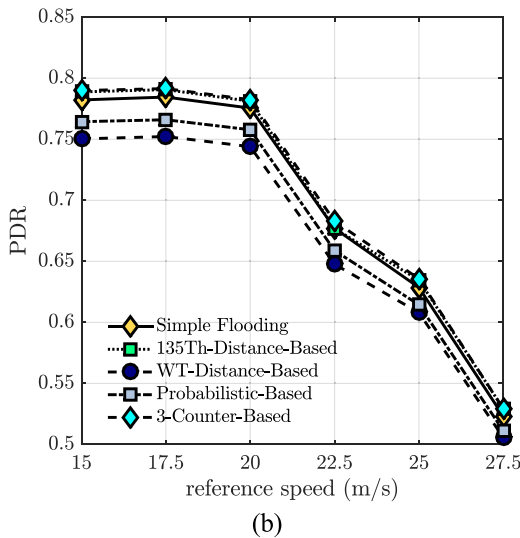 0.85
0.8
0.75
0.7
0.65
0.6
0.55
0.5
PDR
Simple Flooding
135Th-Distance-Based
WT-Distance-Based
Probabilistic-Based
3-Counter-Based
15 17.5 20 22.5 25 27.5
reference speed (m/s)
(b)